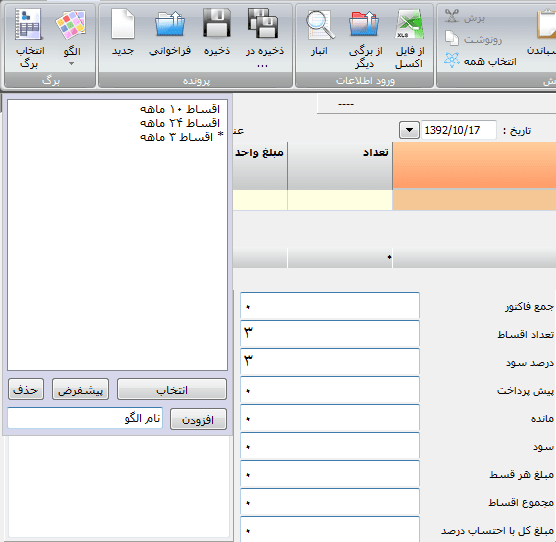 انتخاب برگ
الگو
جدید
فراخواني
ذخیره
ذخیره در ...
انبار
از برگی دیگر
از فایل اکسل
برش
رونوشت
انتخاب همه
برگ
پرونده
ورود اطلاعات
اقساط ۱۰ ماهه
اقساط ۲۴ ماهه
* اقساط ۳ ماهه
انتخاب
پیشفرض
حذف
افزودن
نام الگو
----
تاریخ :
1392/10/17
تعداد
مبلغ واحد
۰
جمع فاکتور
۰
تعداد اقساط
۳
درصد سود
۳
پیش پرداخت
۰
مانده
۰
سود
۰
مبلغ هر قسط
۰
مجموع اقساط
۰
مبلغ کل با احتساب درصد
۰